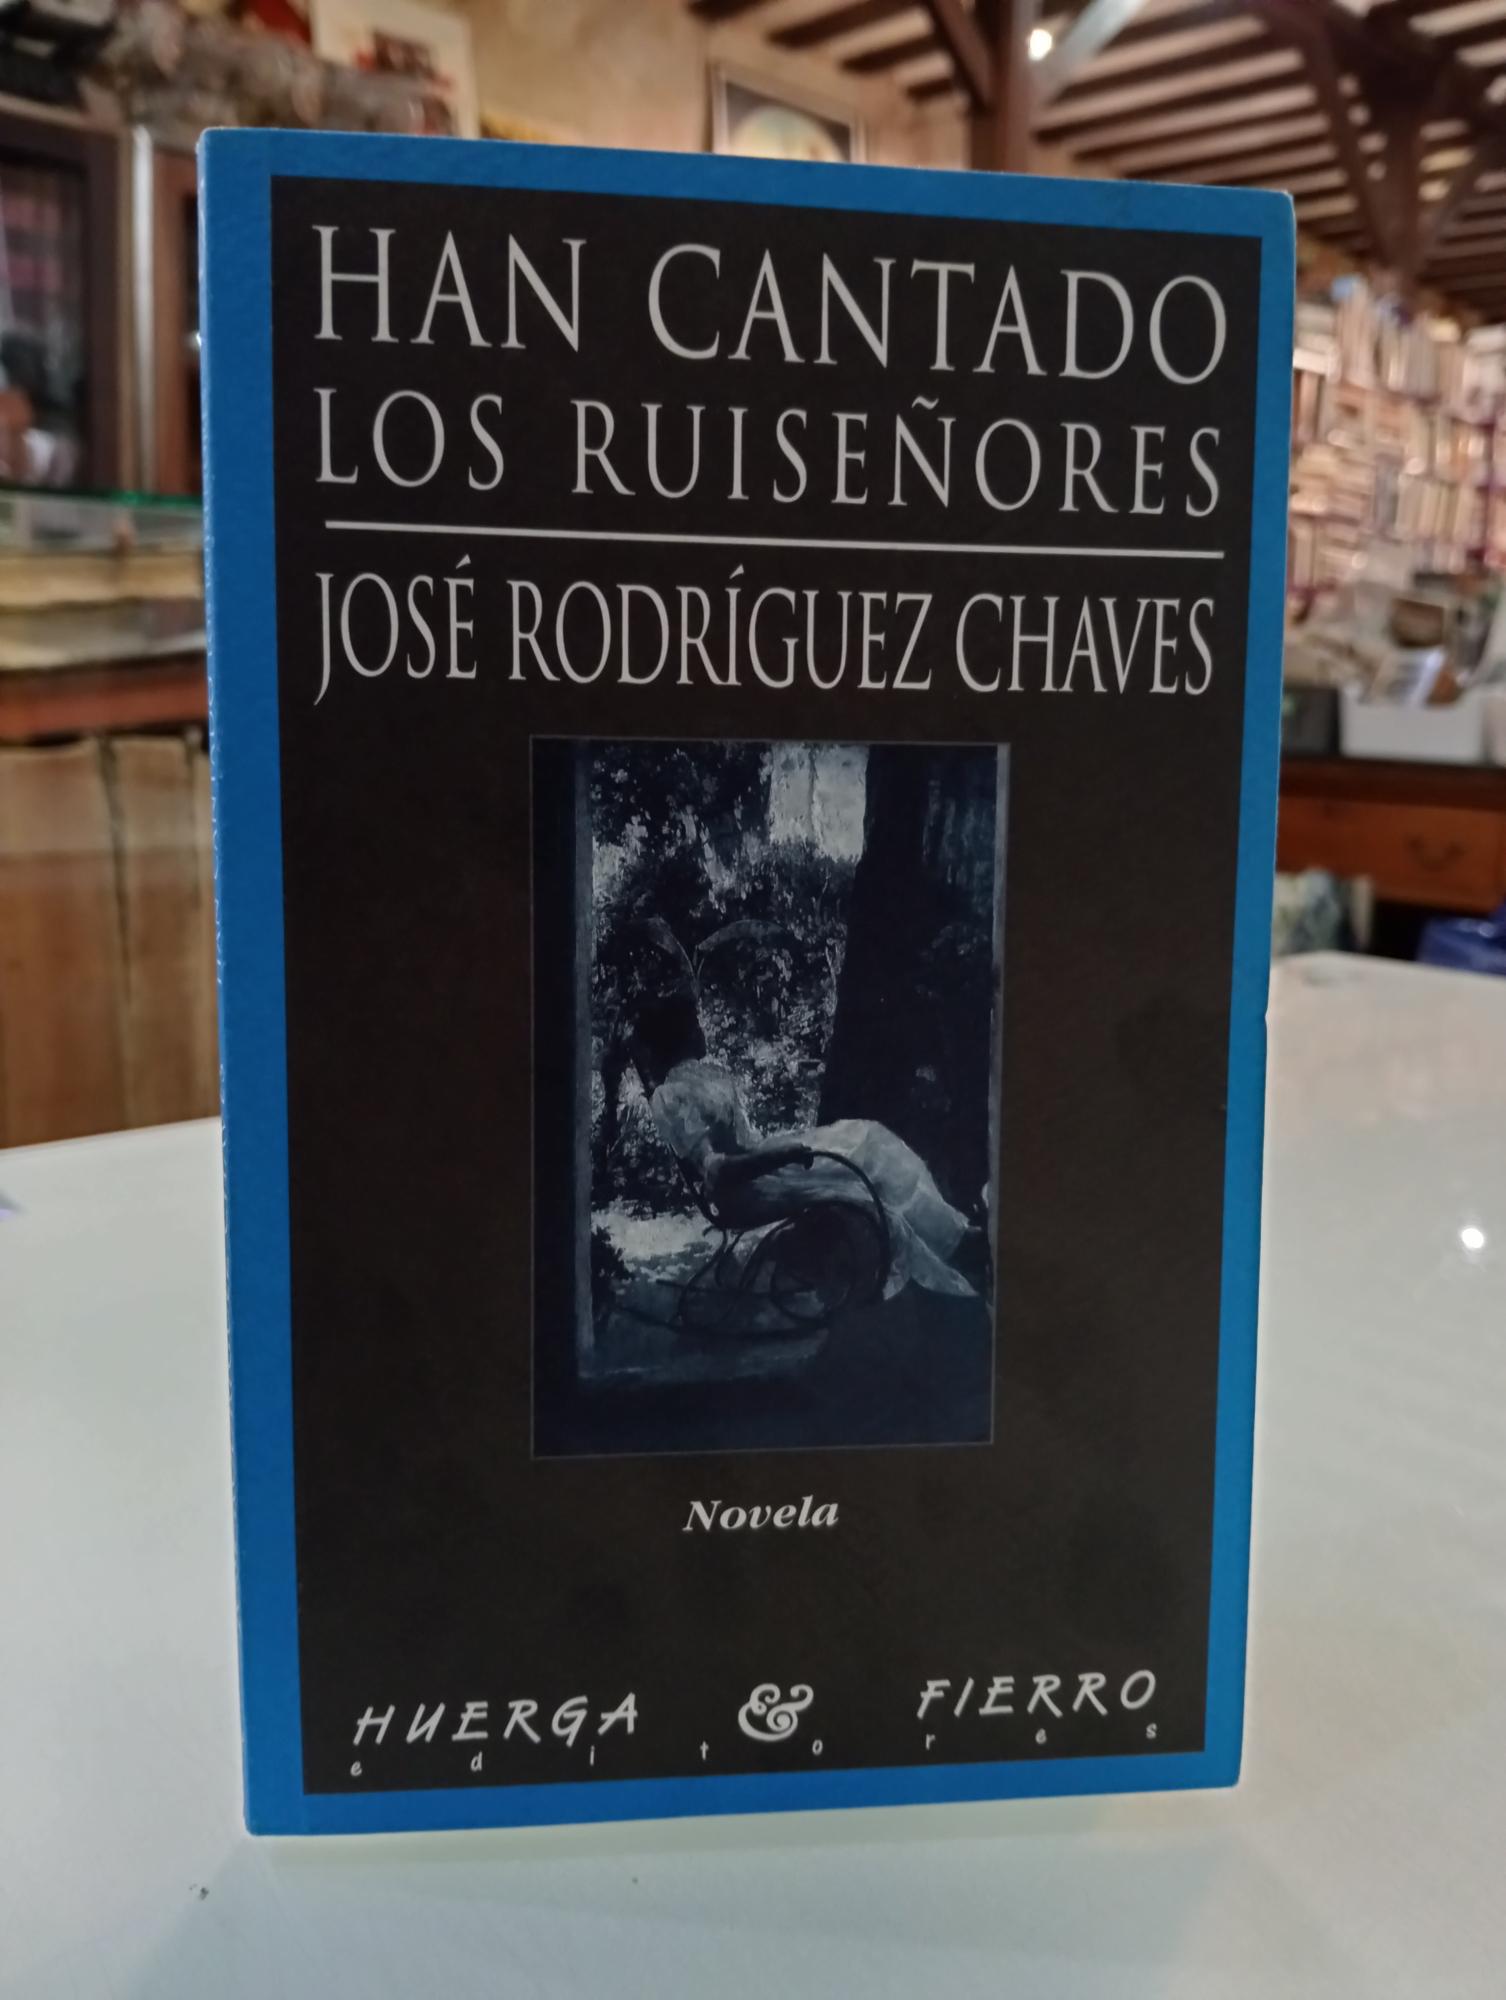 HAN CANTADO
LOS RUISEÑORES
JOSÉ RODRÍGUEZ CHAVES
Novela
HUERGA & FIERRO
editores